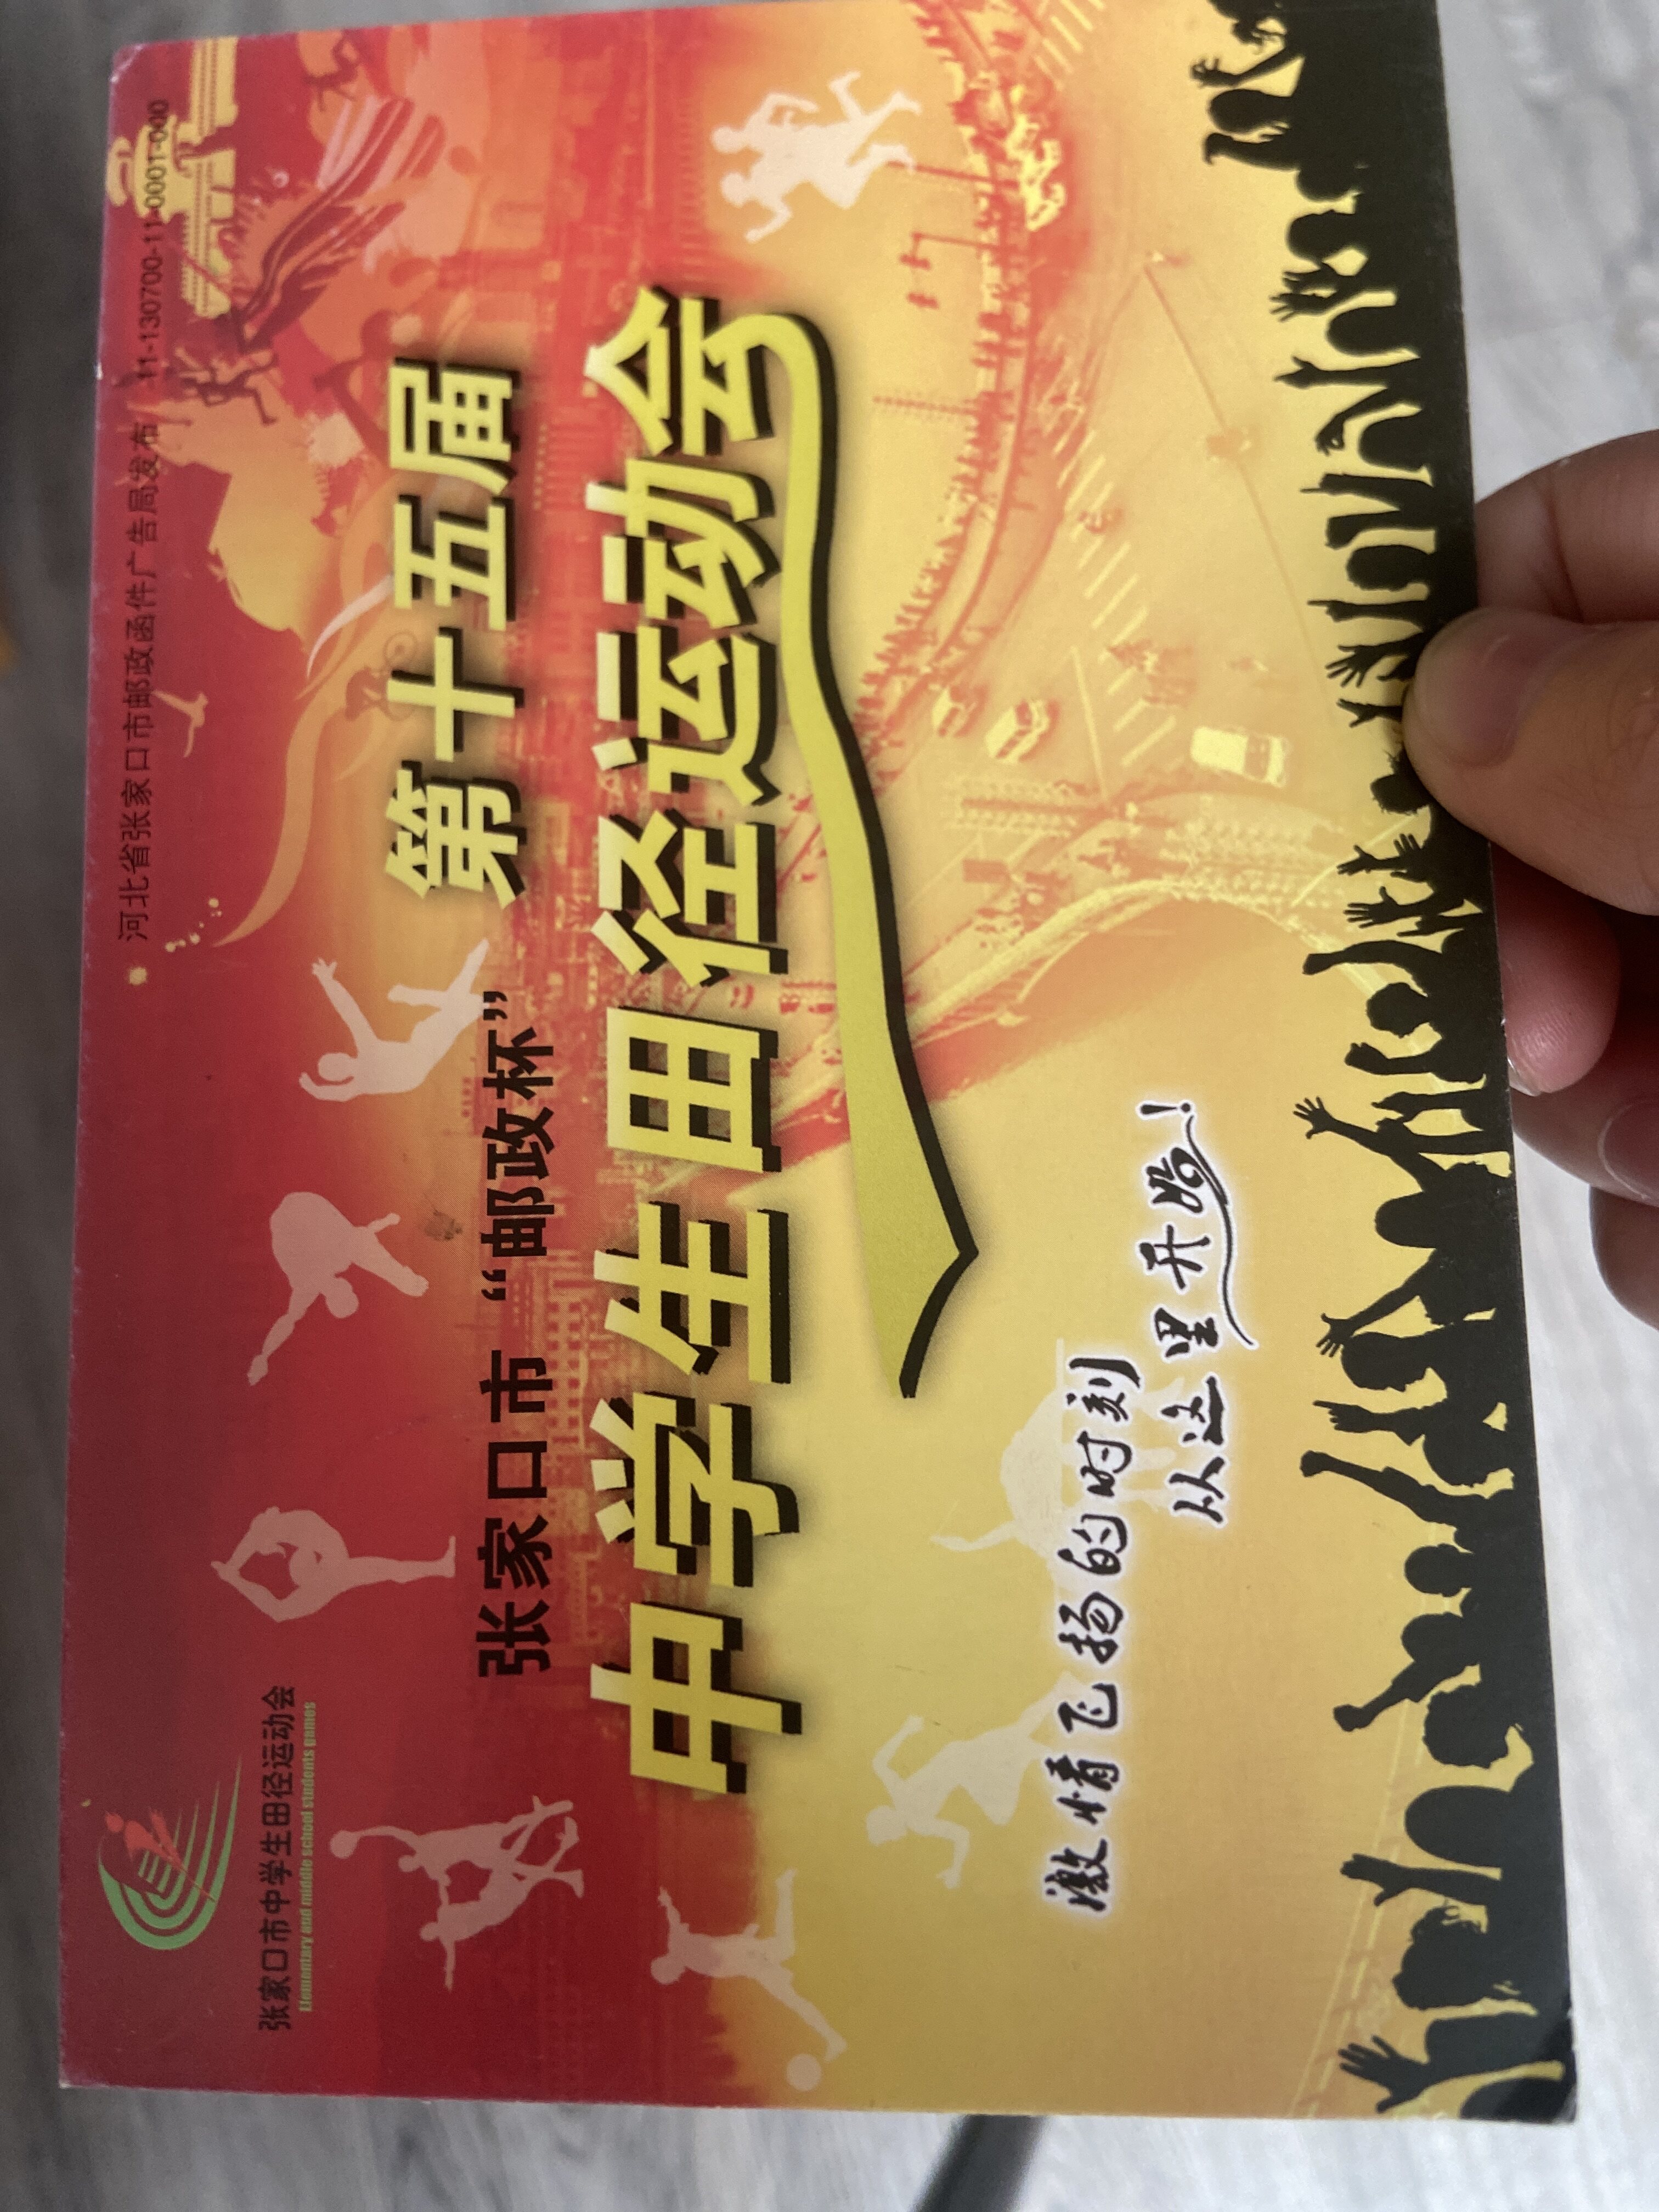 河北省张家口市邮政函件广告局发布 11-130700-11-0001-000
张家口市中学生田径运动会
Elementary and middle school students games
第十五届
张家口市“邮政杯”
中学生田径运动会
激情飞扬的时刻
从这里开始!